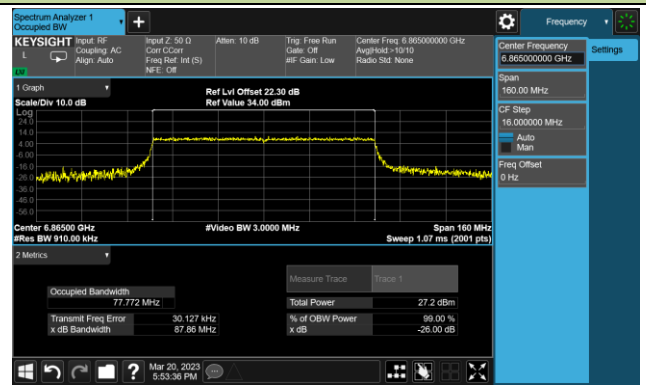 Spectrum Analyzer 1
Occupied BW
Frequency
KEYSIGHT
L
Input: RF
Coupling: AC
Align: Auto
Input Z: 50 Ω
Corr CCorr
Freq Ref: Int (S)
NFE: Off
Atten: 10 dB
Trig: Free Run
Gate: Off
#IF Gain: Low
Center Freq: 6.865000000 GHz
Avg|Hold:>10/10
Radio Std: None
Center Frequency
6.865000000 GHz
Settings
Span
160.00 MHz
CF Step
16.000000 MHz
Auto
Man
Freq Offset
0 Hz
1 Graph
Scale/Div 10.0 dB
Ref Lvl Offset 22.30 dB
Ref Value 34.00 dBm
Log
24.0
14.0
4.00
-6.00
-16.0
-26.0
-36.0
-46.0
-56.0
Center 6.86500 GHz
#Video BW 3.0000 MHz
Span 160 MHz
#Res BW 910.00 kHz
Sweep 1.07 ms (2001 pts)
2 Metrics
Measure Trace
Trace 1
Occupied Bandwidth
77.772 MHz
Total Power
27.2 dBm
Transmit Freq Error
30.127 kHz
% of OBW Power
99.00 %
x dB Bandwidth
87.86 MHz
x dB
-26.00 dB
?
Mar 20, 2023
5:53:36 PM